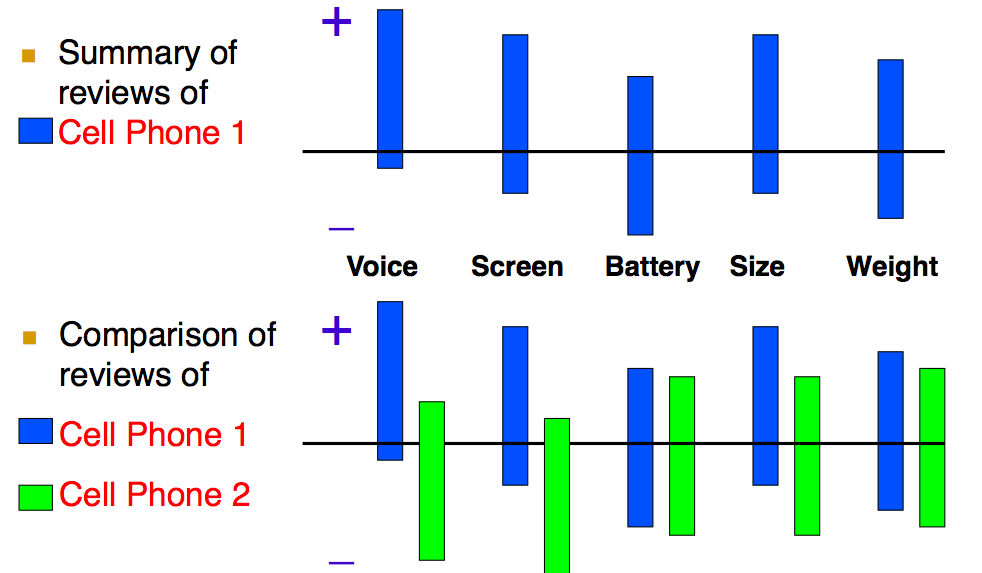 Summary of
reviews of
Cell Phone 1
+
–
Voice Screen Battery Size Weight
Comparison of
reviews of
Cell Phone 1
Cell Phone 2
+
–